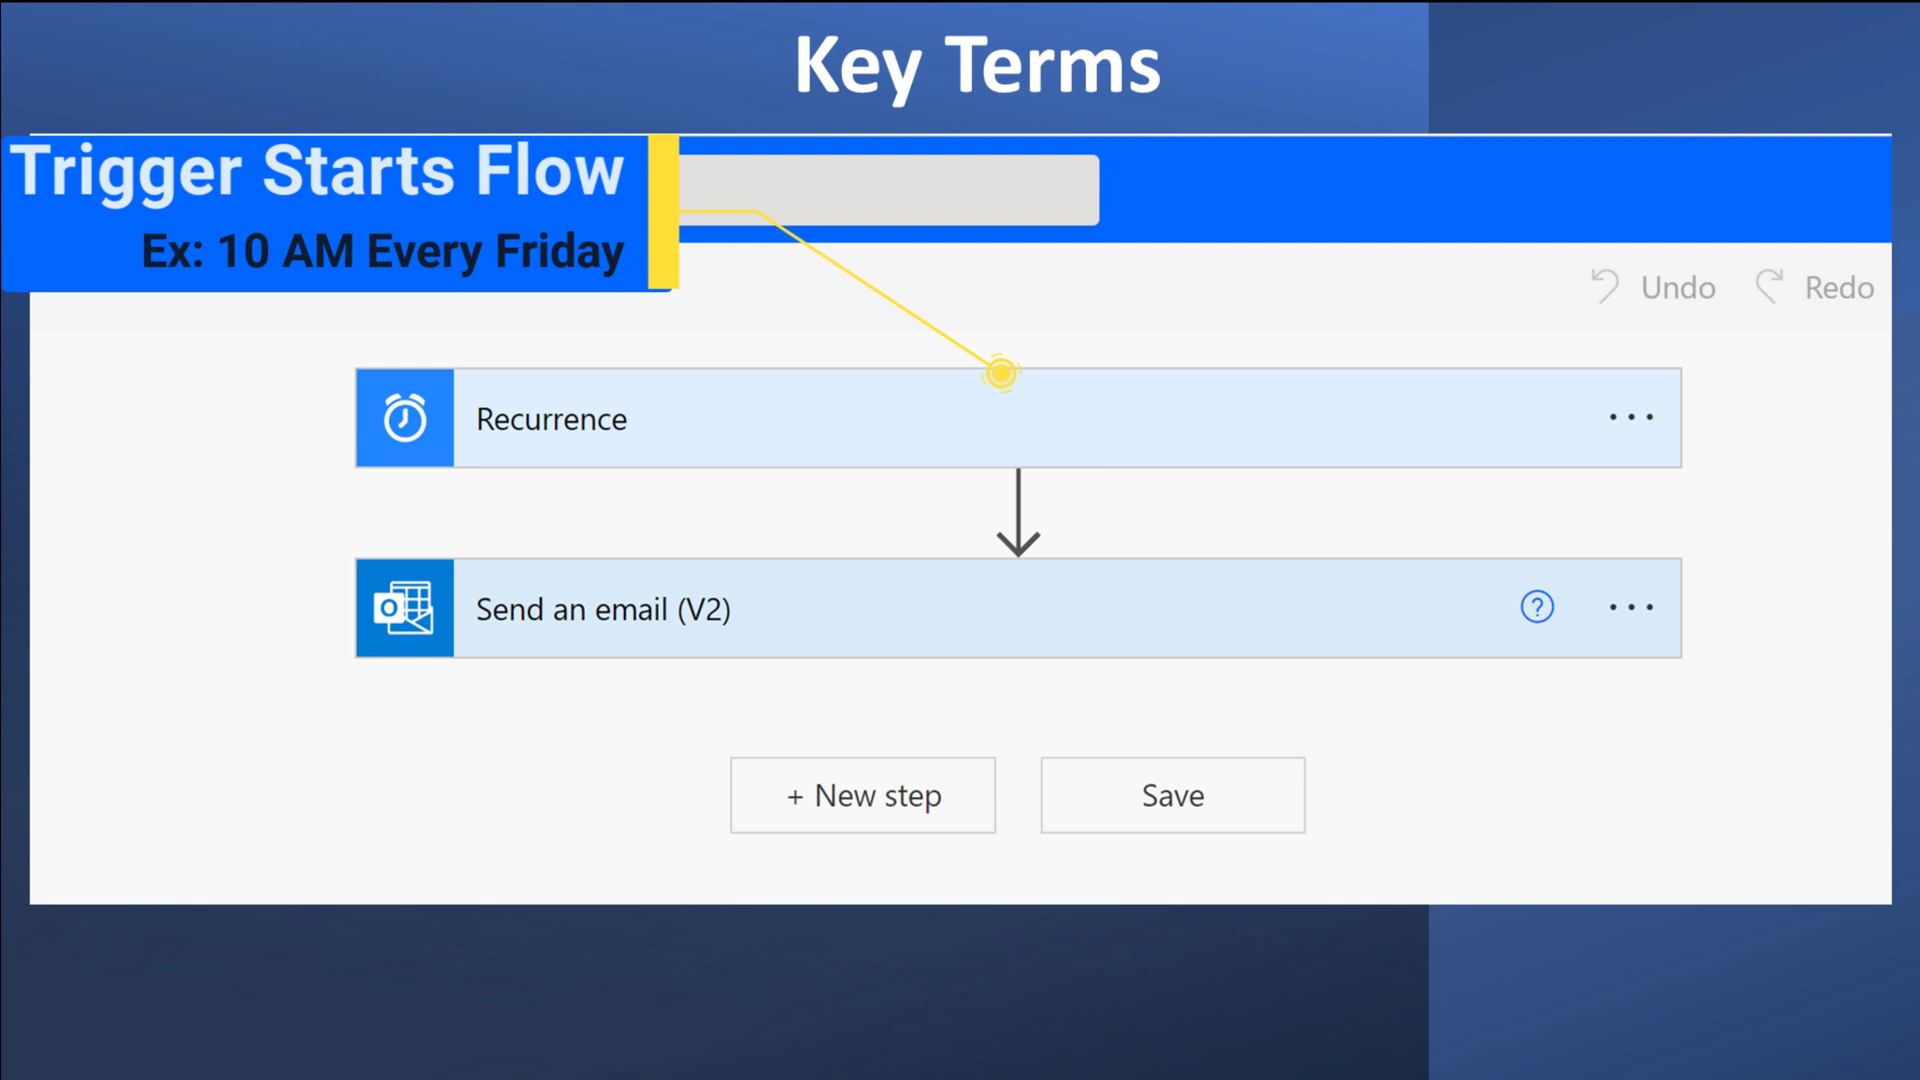 Key Terms
Trigger Starts Flow
Ex: 10 AM Every Friday
Undo Redo
Recurrence
Send an email (V2)
+ New step Save